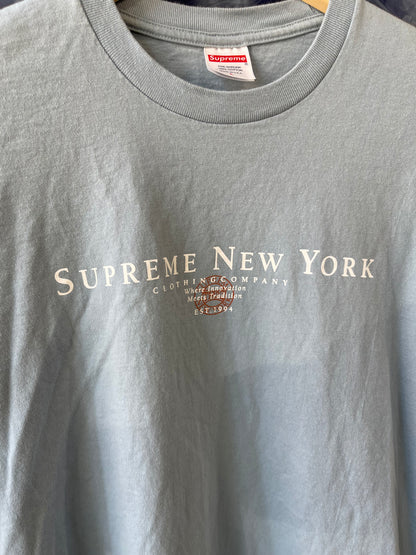 Supreme
SUPREME NEW YORK
CLOTHING COMPANY
Where Innovation
Meets Tradition
EST. 1994